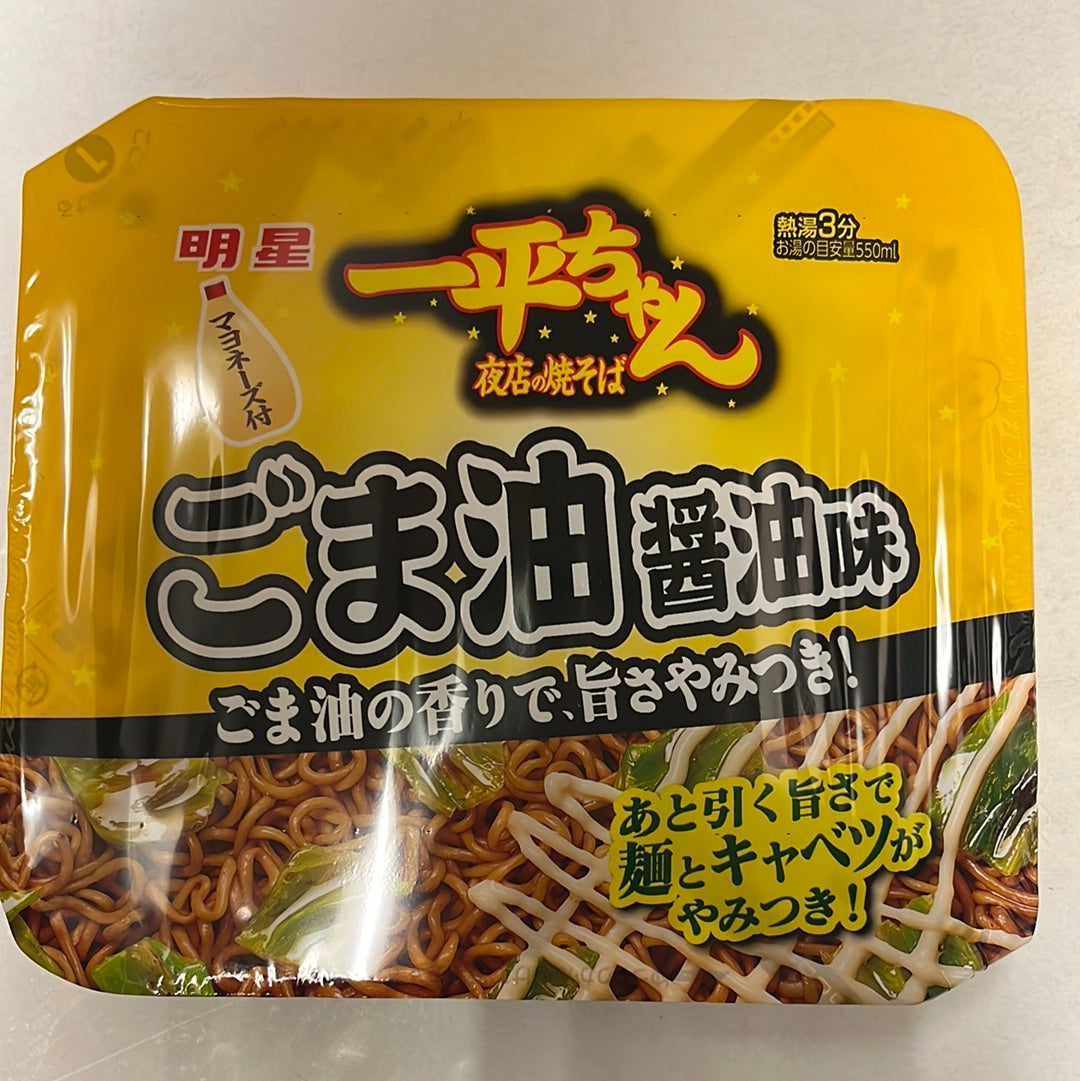 明星
一平ちゃん
夜店の焼そば
熱湯3分
お湯の目安量550ml
マヨネーズ付
ごま油醤油味
ごま油の香りで、旨さやみつき!
あと引く旨さで
麺とキャベツが
やみつき!